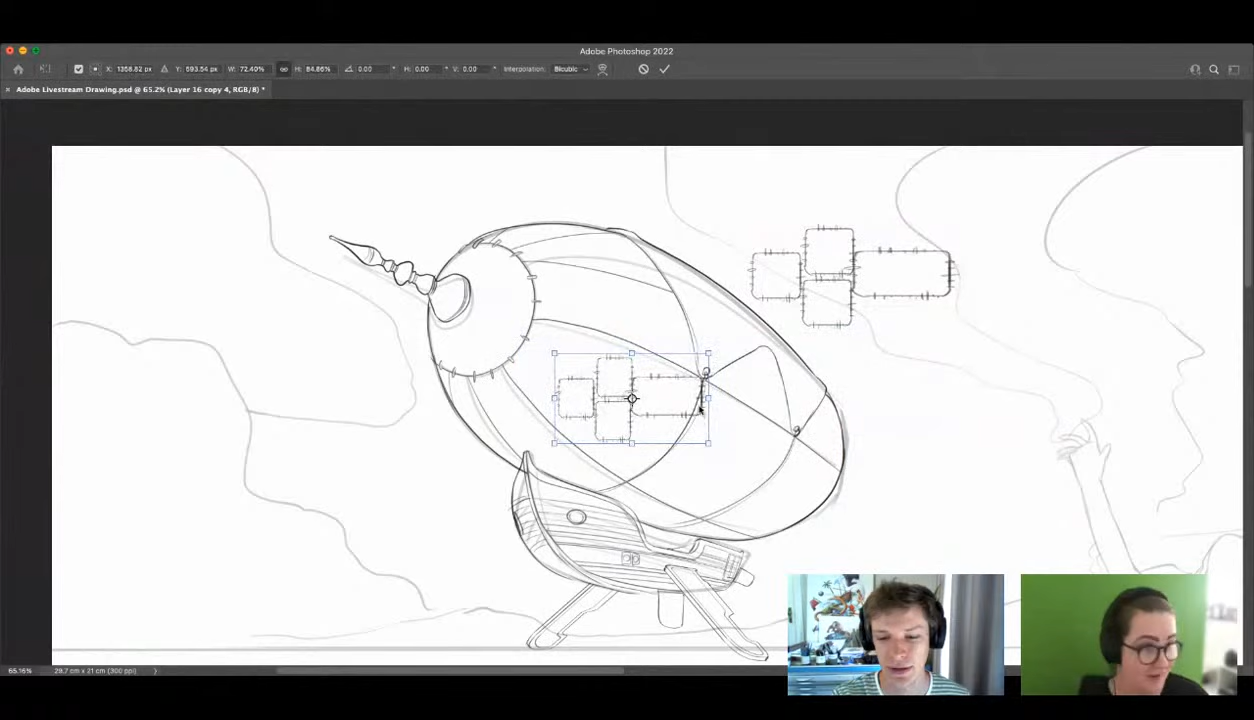 Adobe Photoshop 2022
X: 1358.82 px Y: 593.54 px W: 72.40% H: 84.86% 0.00 H: 0.00 V: 0.00 Interpolation: Bicubic
Adobe Livestream Drawing.psd @ 65.2% (Layer 16 copy 4, RGB/8) *
65.16% 29.7 cm x 21 cm (300 ppi)